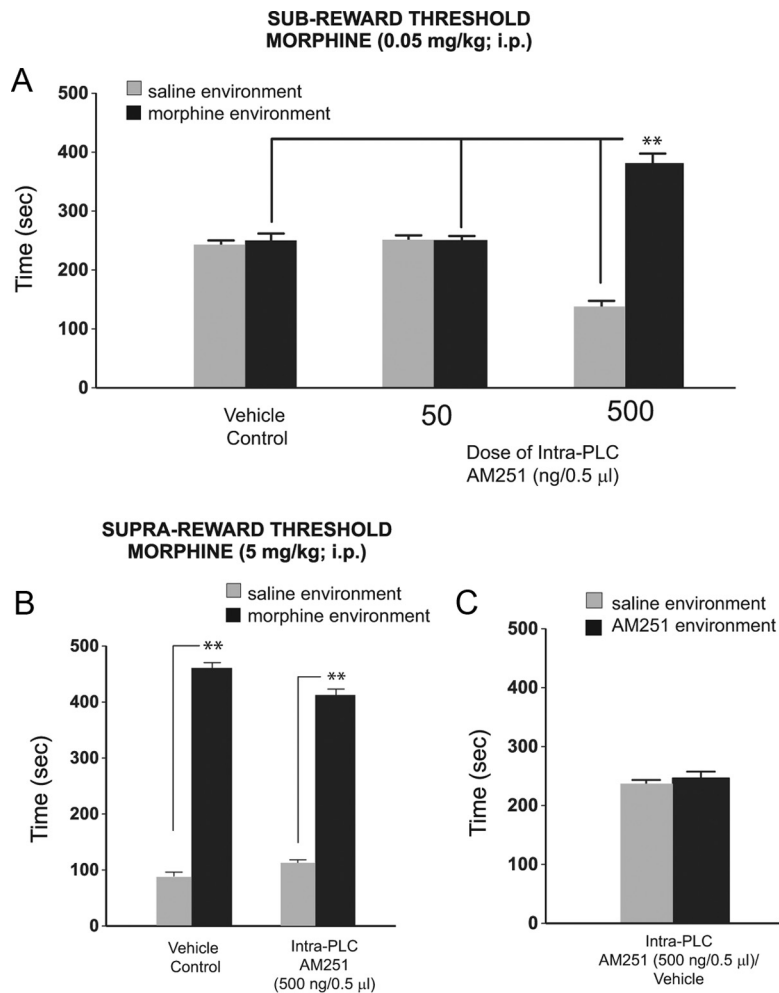 SUB-REWARD THRESHOLD
MORPHINE (0.05 mg/kg; i.p.)
A
saline environment
morphine environment
500
400
300
200
100
0
Time (sec)
**
Vehicle
Control
50
500
Dose of Intra-PLC
AM251 (ng/0.5 µl)
SUPRA-REWARD THRESHOLD
MORPHINE (5 mg/kg; i.p.)
B
saline environment
morphine environment
500
400
300
200
100
0
Time (sec)
**
**
Vehicle
Control
Intra-PLC
AM251
(500 ng/0.5 µl)
C
saline environment
AM251 environment
500
400
300
200
100
0
Time (sec)
Intra-PLC
AM251 (500 ng/0.5 µl)/
Vehicle